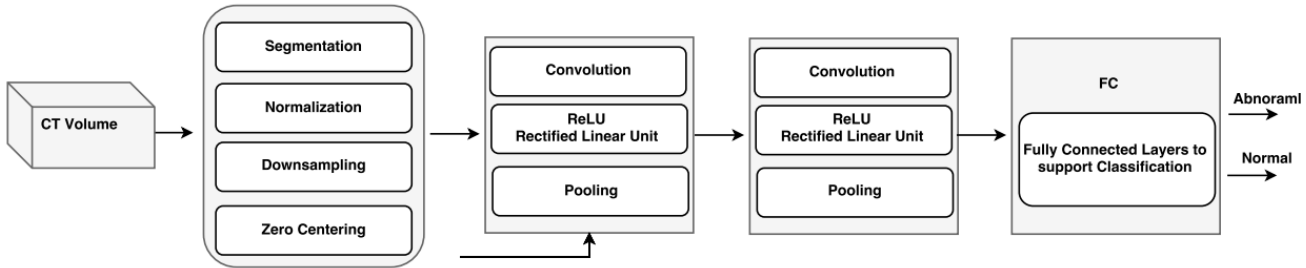 CT Volume
Segmentation
Normalization
Downsampling
Zero Centering
Convolution
ReLU
Rectified Linear Unit
Pooling
Convolution
ReLU
Rectified Linear Unit
Pooling
FC
Fully Connected Layers to
support Classification
Abnoraml
Normal